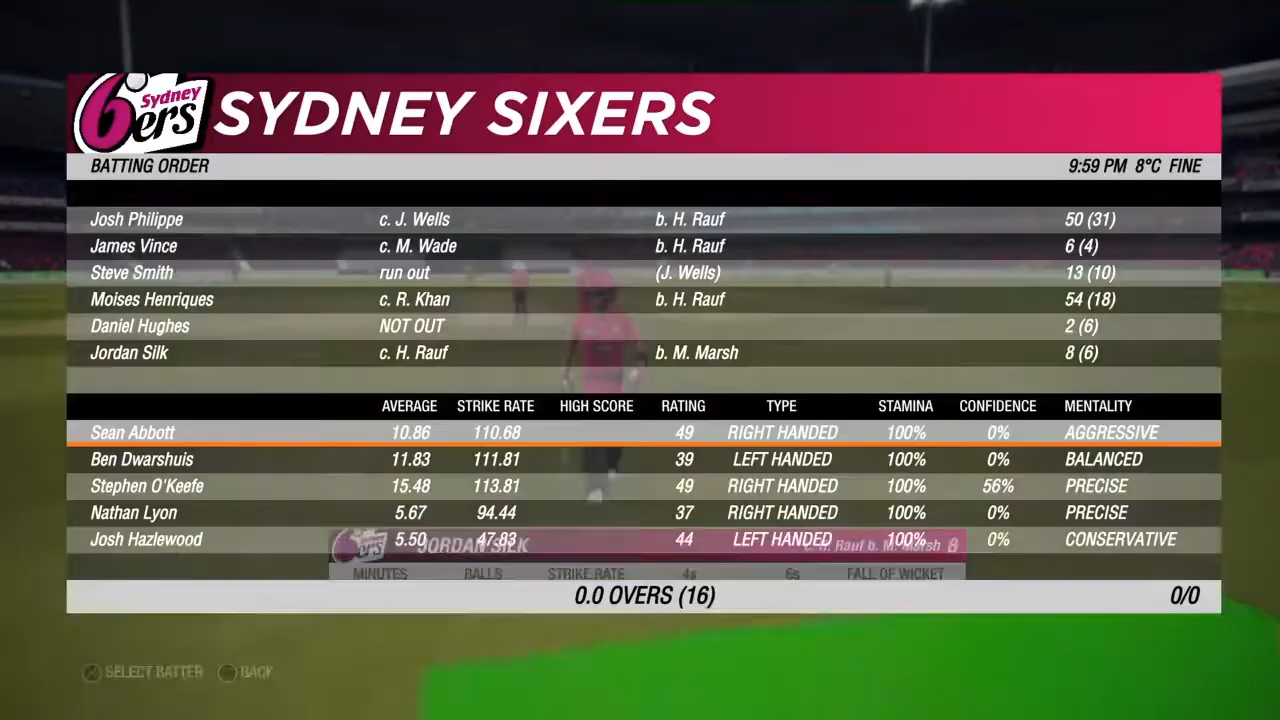 6ers Sydney SYDNEY SIXERS
BATTING ORDER 9:59 PM 8°C FINE
Josh Philippe c. J. Wells b. H. Rauf 50 (31)
James Vince c. M. Wade b. H. Rauf 6 (4)
Steve Smith run out (J. Wells) 13 (10)
Moises Henriques c. R. Khan b. H. Rauf 54 (18)
Daniel Hughes NOT OUT 2 (6)
Jordan Silk c. H. Rauf b. M. Marsh 8 (6)
AVERAGE STRIKE RATE HIGH SCORE RATING TYPE STAMINA CONFIDENCE MENTALITY
Sean Abbott 10.86 110.68 49 RIGHT HANDED 100% 0% AGGRESSIVE
Ben Dwarshuis 11.83 111.81 39 LEFT HANDED 100% 0% BALANCED
Stephen O'Keefe 15.48 113.81 49 RIGHT HANDED 100% 56% PRECISE
Nathan Lyon 5.67 94.44 37 RIGHT HANDED 100% 0% PRECISE
Josh Hazlewood 5.50 47.83 44 LEFT HANDED 100% 0% CONSERVATIVE
6ers JORDAN SILK c. H. Rauf b. M. Marsh 8
MINUTES BALLS STRIKE RATE 4s 6s FALL OF WICKET
0.0 OVERS (16) 0/0
SELECT BATTER BACK